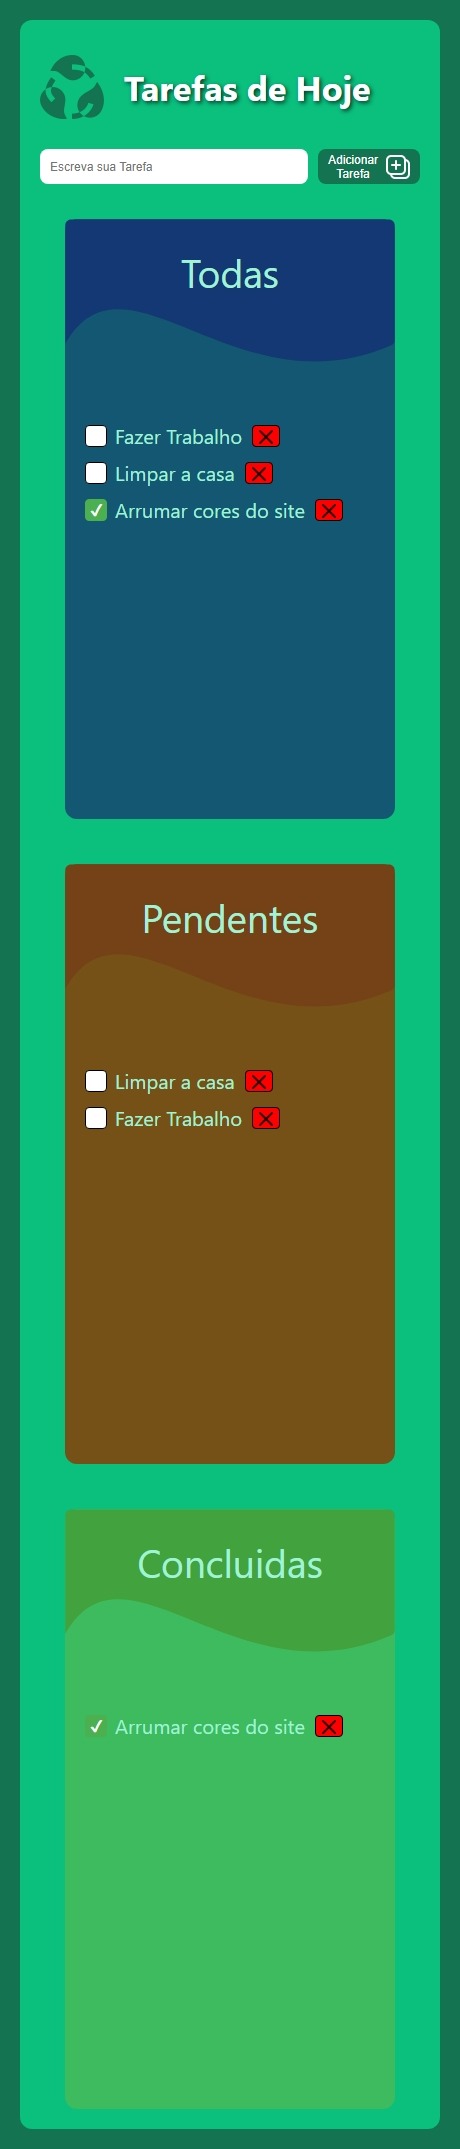 Tarefas de Hoje
Escreva sua Tarefa
Adicionar
Tarefa
Todas
Fazer Trabalho
Limpar a casa
Arrumar cores do site
Pendentes
Limpar a casa
Fazer Trabalho
Concluidas
Arrumar cores do site